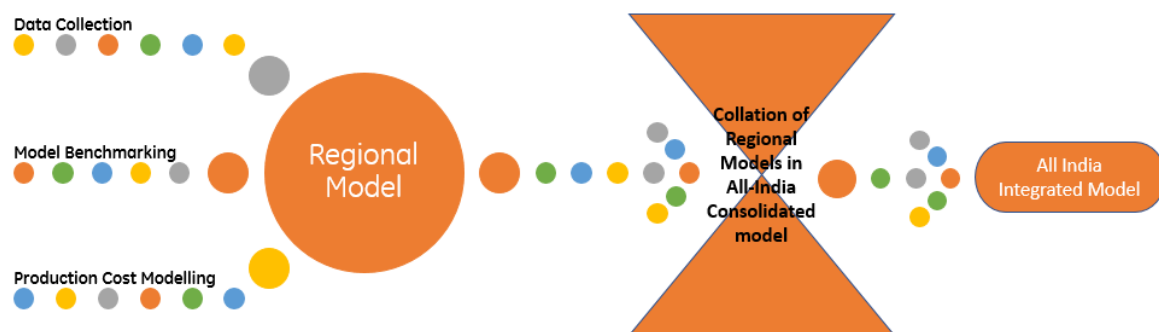 Data Collection
Model Benchmarking
Production Cost Modelling
Regional
Model
Collation of
Regional
Models in
All-India
Consolidated
model
All India
Integrated Model